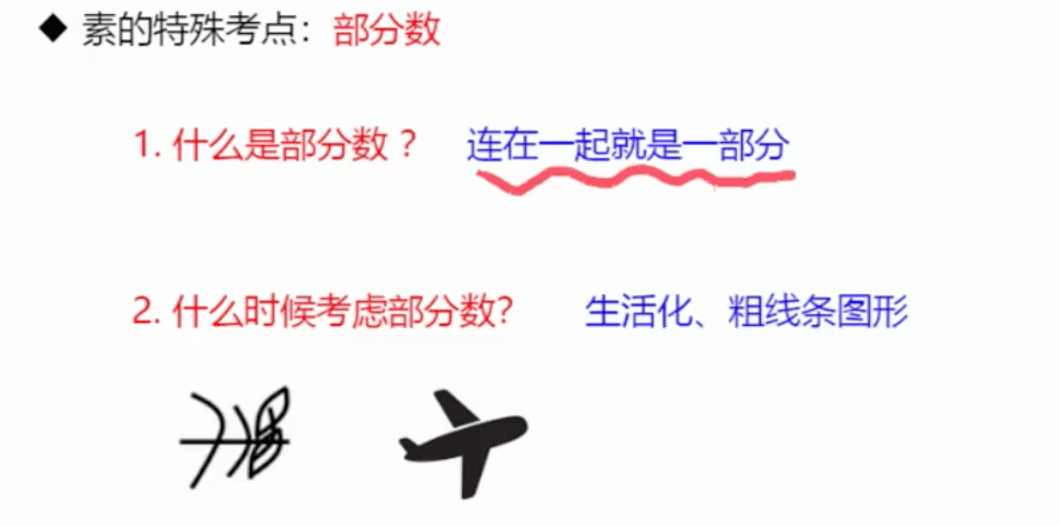 ◆ 素的特殊考点：部分数
1. 什么是部分数？ 连在一起就是一部分
2. 什么时候考虑部分数? 生活化、粗线条图形